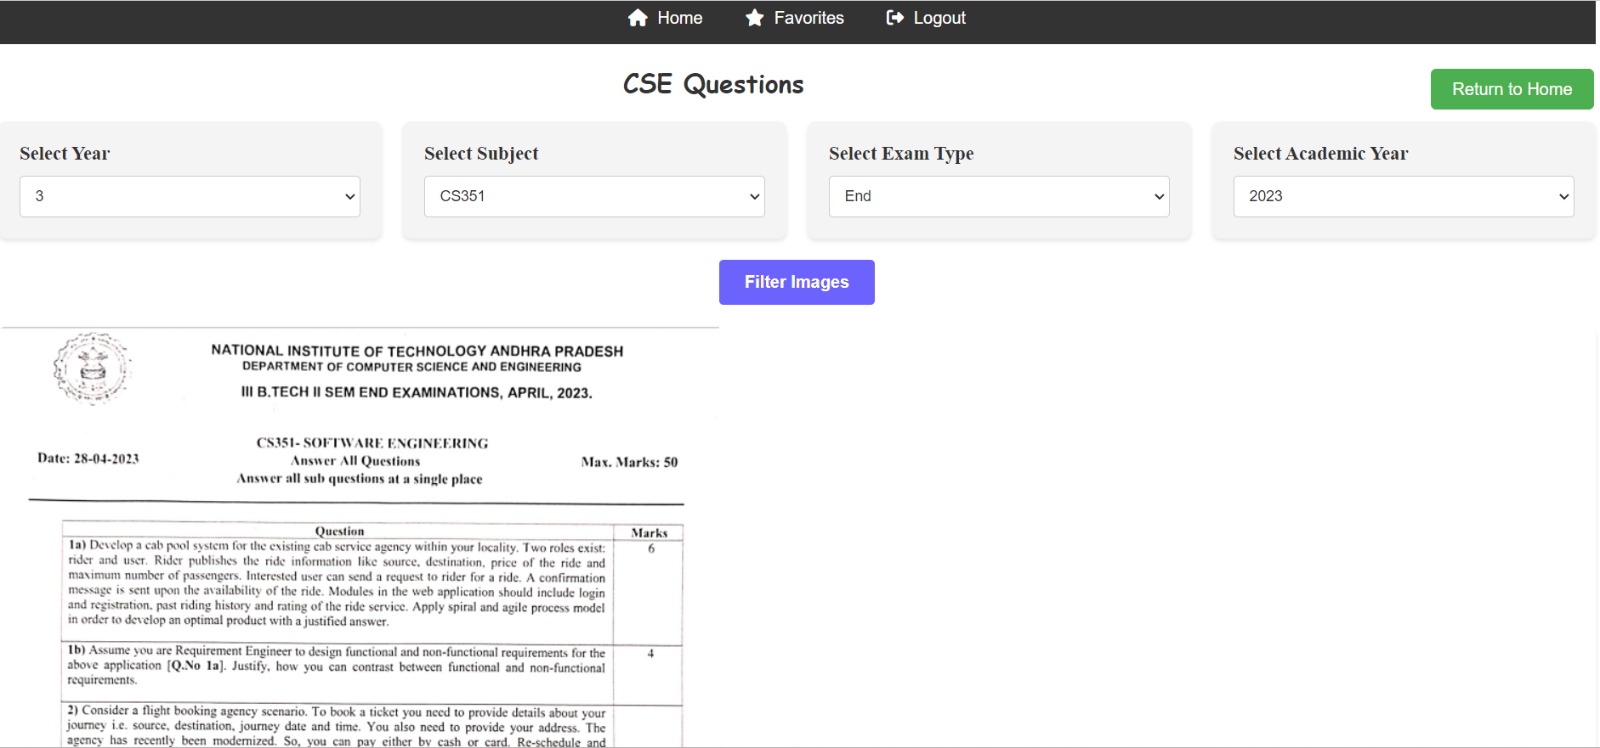 Home Favorites Logout
CSE Questions
Return to Home
Select Year
3
Select Subject
CS351
Select Exam Type
End
Select Academic Year
2023
Filter Images
NATIONAL INSTITUTE OF TECHNOLOGY ANDHRA PRADESH
DEPARTMENT OF COMPUTER SCIENCE AND ENGINEERING
III B.TECH II SEM END EXAMINATIONS, APRIL, 2023.
CS351- SOFTWARE ENGINEERING
Date: 28-04-2023 Answer All Questions Max. Marks: 50
Answer all sub questions at a single place
Question Marks
1a) Develop a cab pool system for the existing cab service agency within your locality. Two roles exist: 6
rider and user. Rider publishes the ride information like source, destination, price of the ride and
maximum number of passengers. Interested user can send a request to rider for a ride. A confirmation
message is sent upon the availability of the ride. Modules in the web application should include login
and registration, past riding history and rating of the ride service. Apply spiral and agile process model
in order to develop an optimal product with a justified answer.
1b) Assume you are Requirement Engineer to design functional and non-functional requirements for the 4
above application [Q.No 1a]. Justify, how you can contrast between functional and non-functional
requirements.
2) Consider a flight booking agency scenario. To book a ticket you need to provide details about your
journey i.e. source, destination, journey date and time. You also need to provide your address. The
agency has recently been modernized. So, you can pay either by cash or card. Re-schedule and